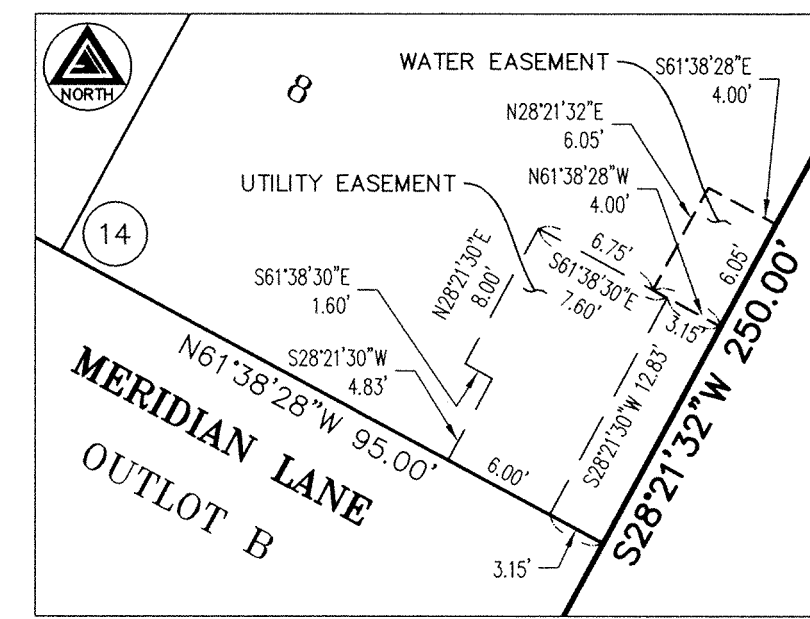 NORTH
8
WATER EASEMENT
S61°38'28"E
4.00'
N28°21'32"E
6.05'
N61°38'28"W
4.00'
UTILITY EASEMENT
14
6.75'
S61°38'30"E
7.60'
6.05'
S61°38'30"E
1.60'
N28°21'30"E
8.00'
3.15'
S28°21'30"W
4.83'
N61°38'28"W 95.00'
S28°21'30"W 12.83'
S28°21'32"W 250.00'
MERIDIAN LANE
OUTLOT B
6.00'
3.15'